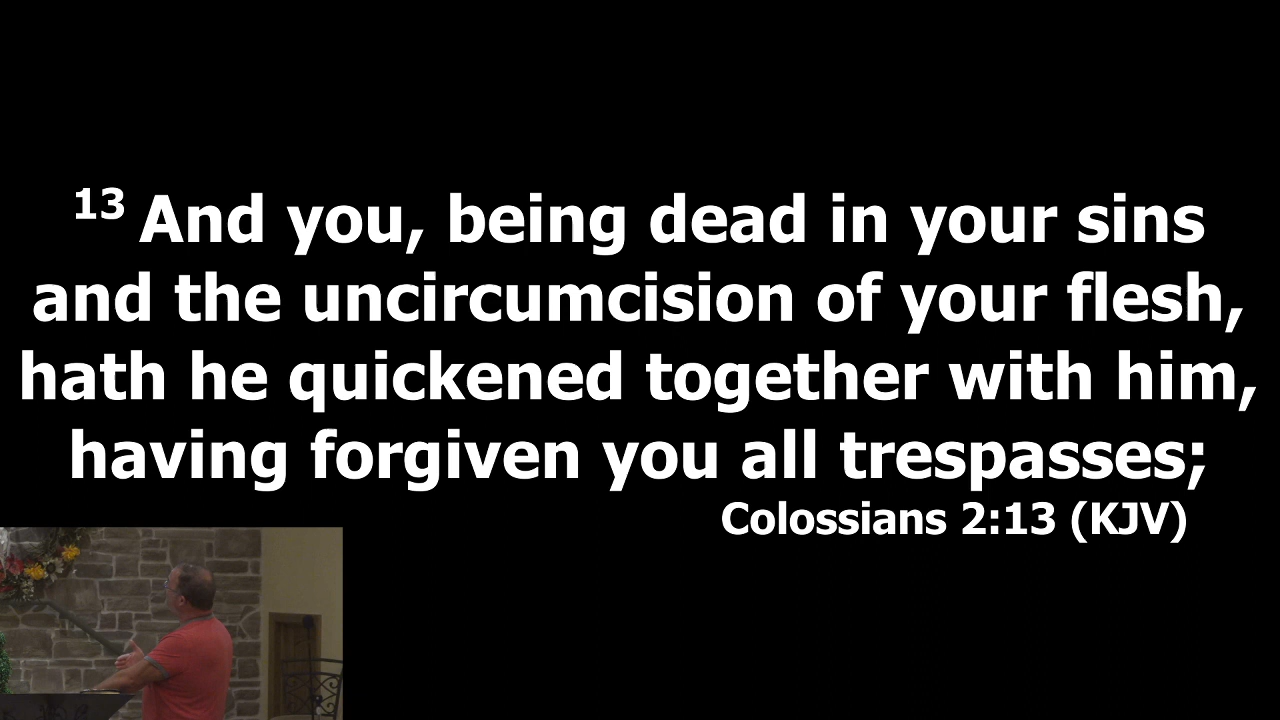 13 And you, being dead in your sins
and the uncircumcision of your flesh,
hath he quickened together with him,
having forgiven you all trespasses;
Colossians 2:13 (KJV)